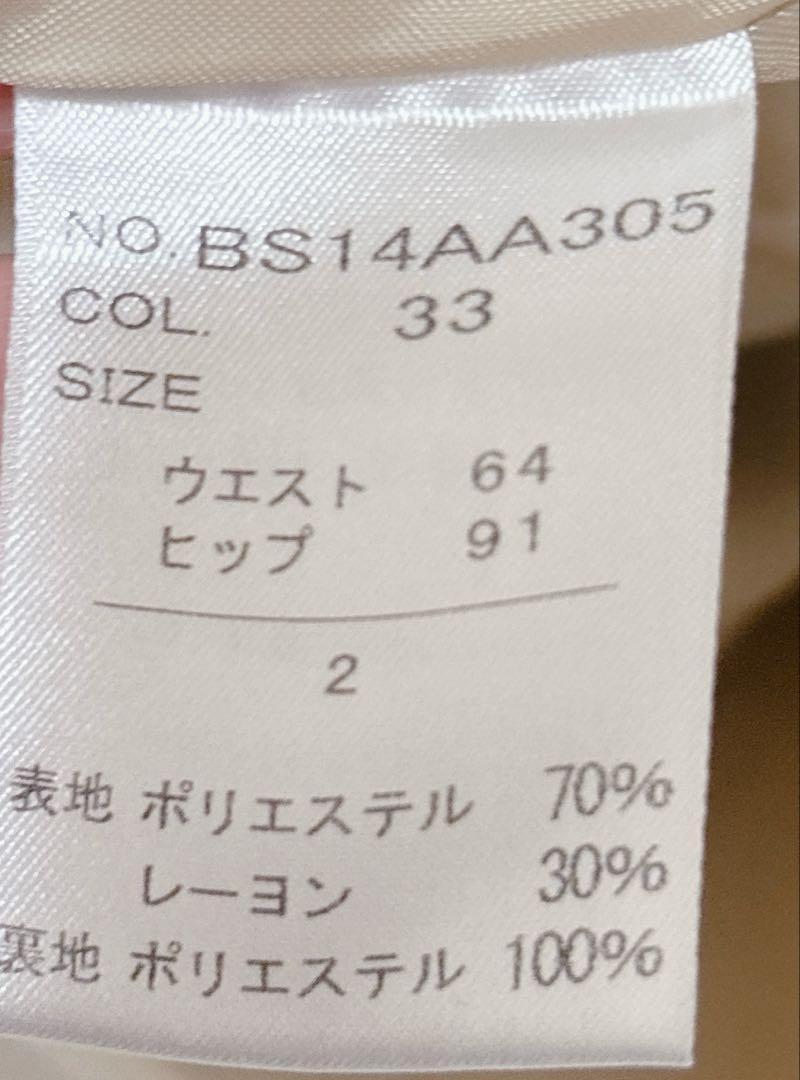 NO.BS14AA305
COL. 33
SIZE
ウエスト 64
ヒップ 91
2
表地 ポリエステル 70%
レーヨン 30%
裏地 ポリエステル 100%